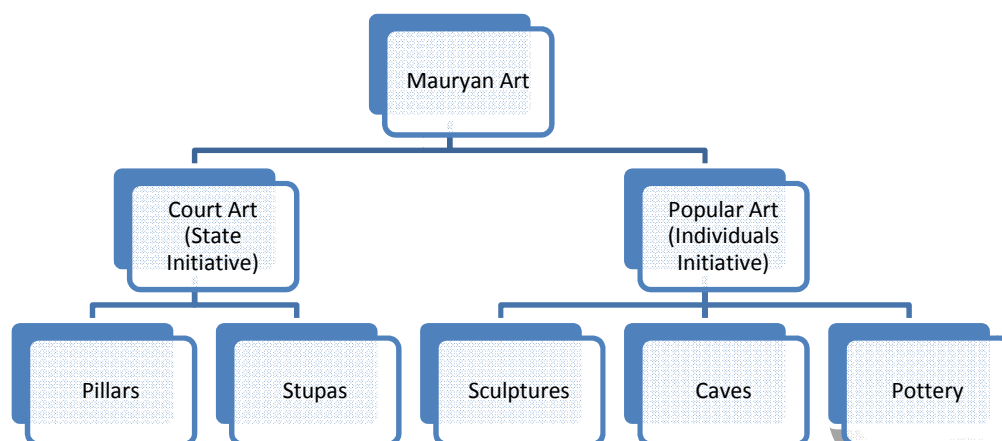 Mauryan Art
Court Art
(State
Initiative)
Popular Art
(Individuals
Initiative)
Pillars
Stupas
Sculptures
Caves
Pottery